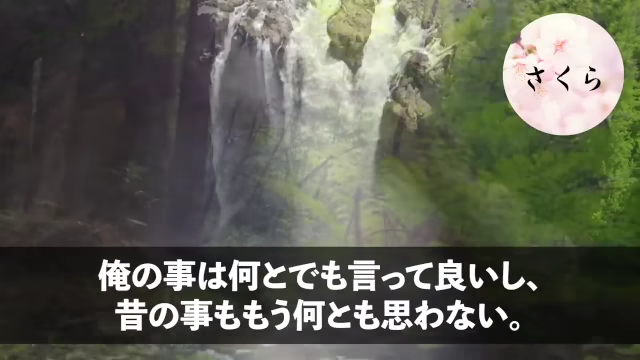 さくら
俺の事は何とでも言って良いし、
昔の事ももう何とも思わない。